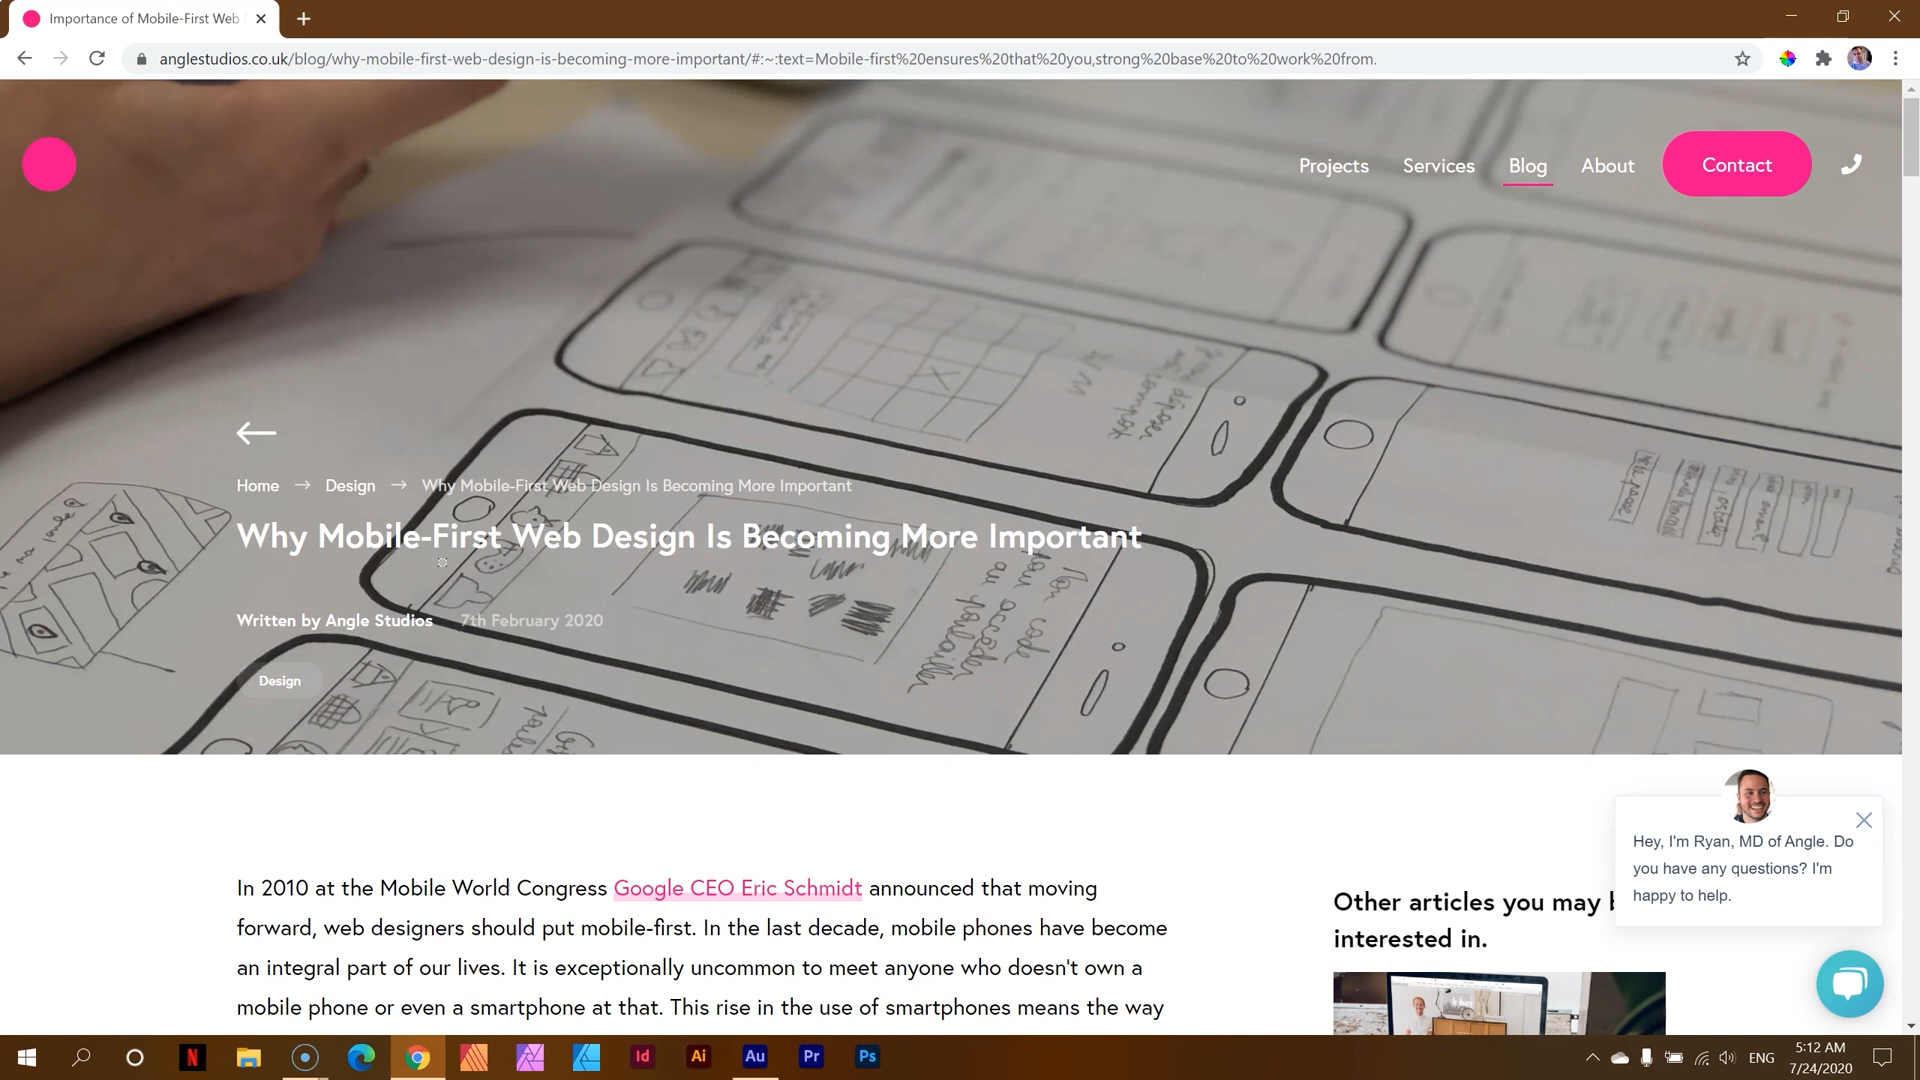 Importance of Mobile-First Web
anglestudios.co.uk/blog/why-mobile-first-web-design-is-becoming-more-important/#:~:text=Mobile-first%20ensures%20that%20you,strong%20base%20to%20work%20from.
Projects
Services
Blog
About
Contact
Home → Design → Why Mobile-First Web Design Is Becoming More Important
Why Mobile-First Web Design Is Becoming More Important
Written by Angle Studios
7th February 2020
Design
In 2010 at the Mobile World Congress Google CEO Eric Schmidt announced that moving
forward, web designers should put mobile-first. In the last decade, mobile phones have become
an integral part of our lives. It is exceptionally uncommon to meet anyone who doesn't own a
mobile phone or even a smartphone at that. This rise in the use of smartphones means the way
Other articles you may
interested in.
Hey, I'm Ryan, MD of Angle. Do
you have any questions? I'm
happy to help.
N
Id
Ai
Au
Pr
Ps
ENG
5:12 AM
7/24/2020